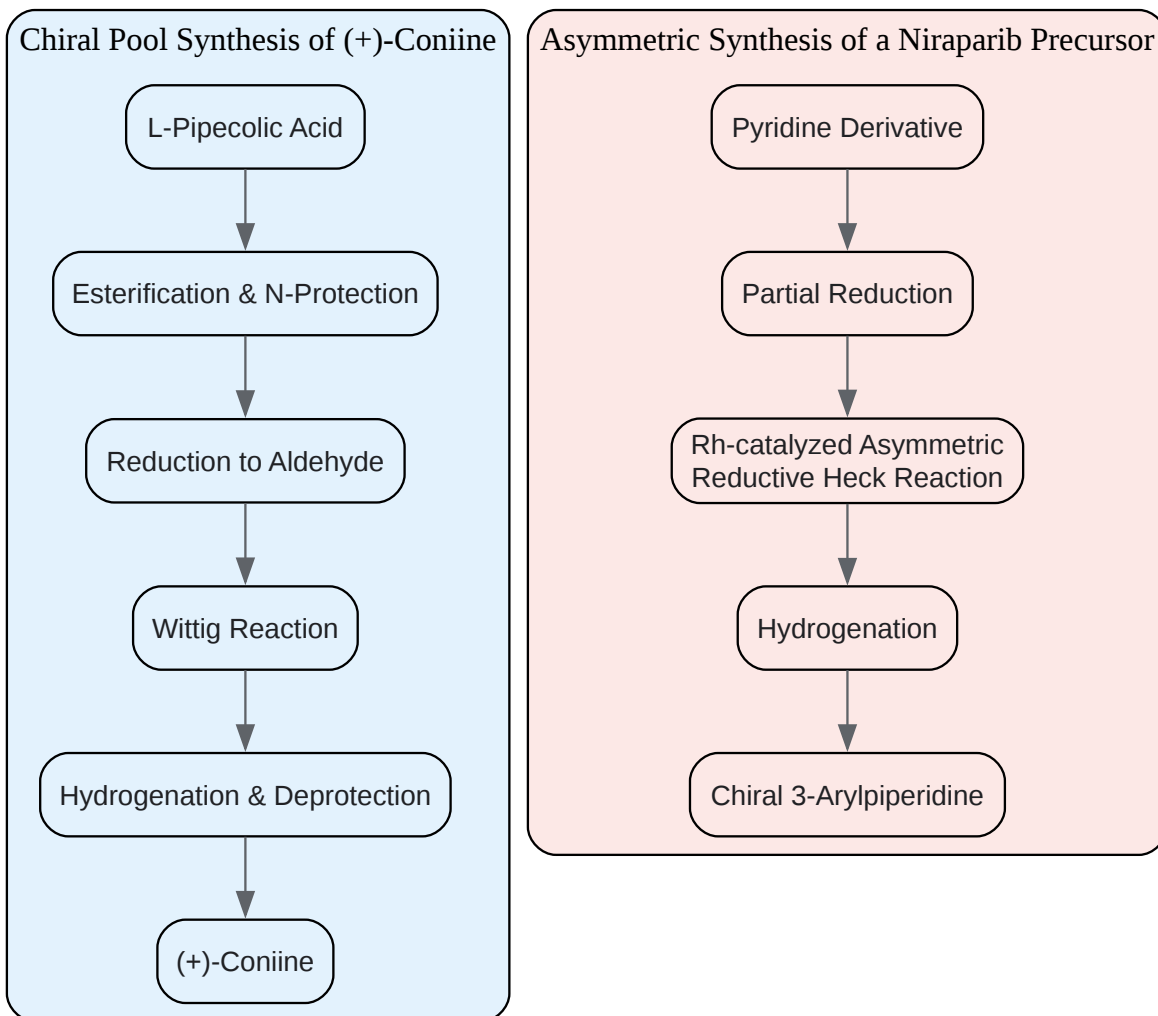 Chiral Pool Synthesis of (+)-Coniine
L-Pipecolic Acid
Esterification & N-Protection
Reduction to Aldehyde
Wittig Reaction
Hydrogenation & Deprotection
(+)-Coniine
Asymmetric Synthesis of a Niraparib Precursor
Pyridine Derivative
Partial Reduction
Rh-catalyzed Asymmetric
Reductive Heck Reaction
Hydrogenation
Chiral 3-Arylpiperidine